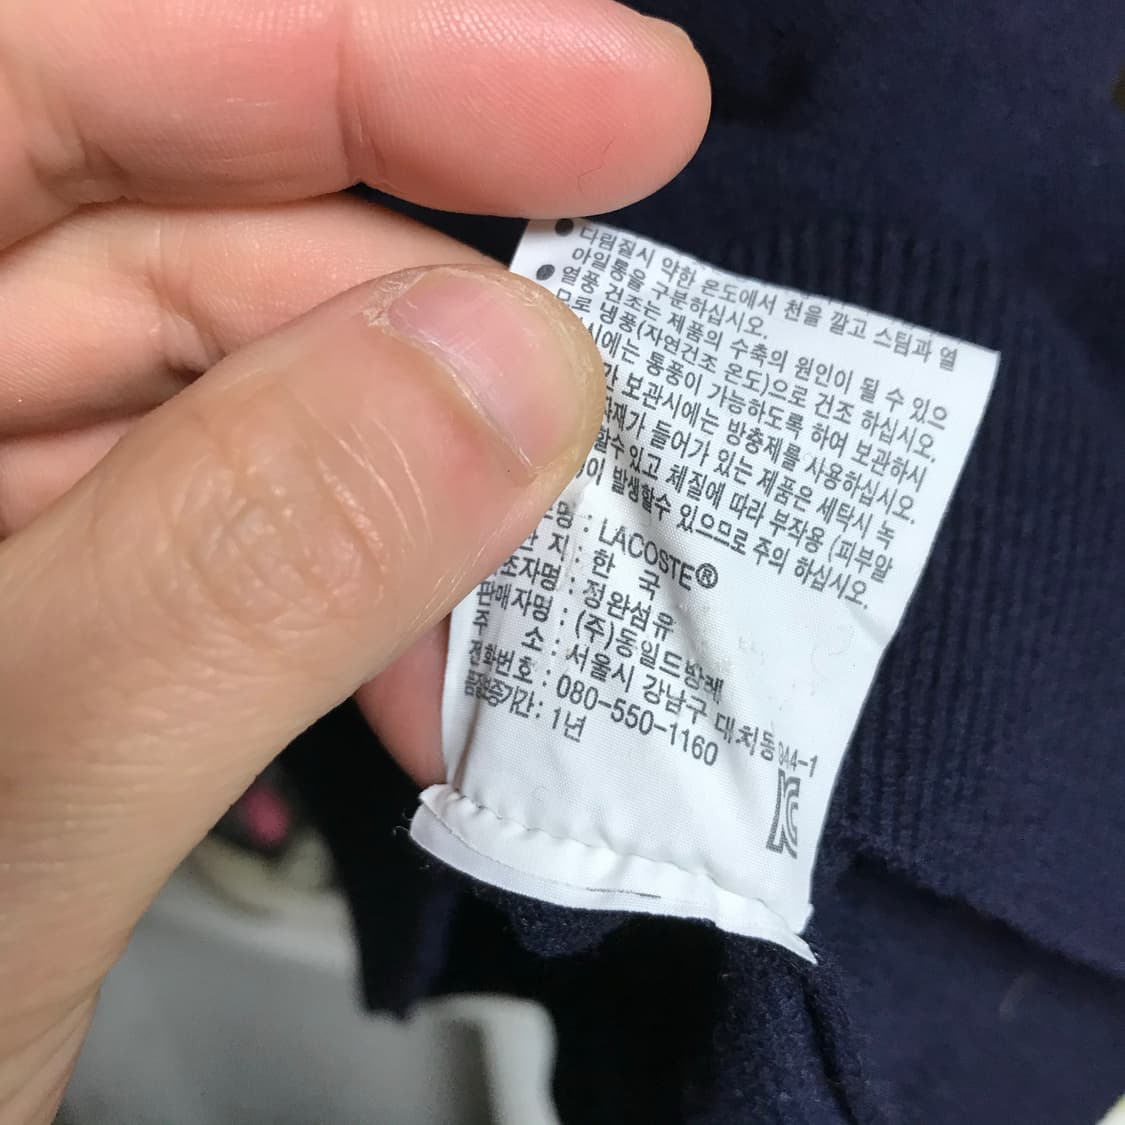 ● 다림질시 약한 온도에서 천을 깔고 스팀과 열
아일롱을 구분하십시오.
● 열풍 건조는 제품의 수축의 원인이 될 수 있으
냉풍(자연건조 온도)으로 건조 하십시오.
시에는 통풍이 가능하도록 하여 보관하시
보관시에는 방충제를 사용하십시오.
들어가 있는 제품은 세탁시 녹
할수있고 체질에 따라 부작용 (피부알
이 발생할수 있으므로 주의 하십시오.
: LACOSTE®
지 : 한 국
제조자명 : 정완섬유
판매자명 : (주)동일드방레
주 소 : 서울시 강남구 대치동 944-1
전화번호 : 080-550-1160
품질보증기간 : 1년